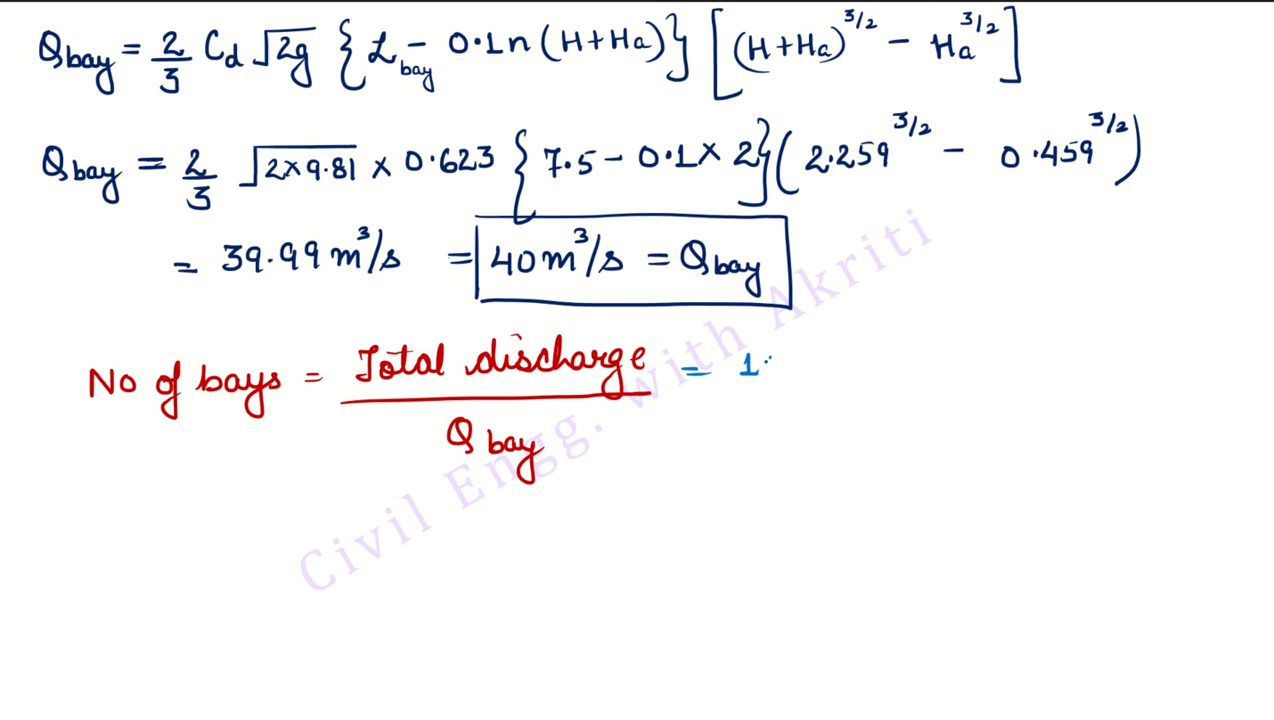 Qbay = 2/3 Cd √2g { Lbay - 0.1n (H+Ha)} [(H+Ha)^3/2 - Ha^3/2]
Qbay = 2/3 √2×9.81 × 0.623 { 7.5 - 0.1 × 2} (2.259^3/2 - 0.459^3/2)
= 39.99 m³/s = 40 m³/s = Qbay
No of bays = Total discharge / Qbay = 1
Civil Engg. with Akriti